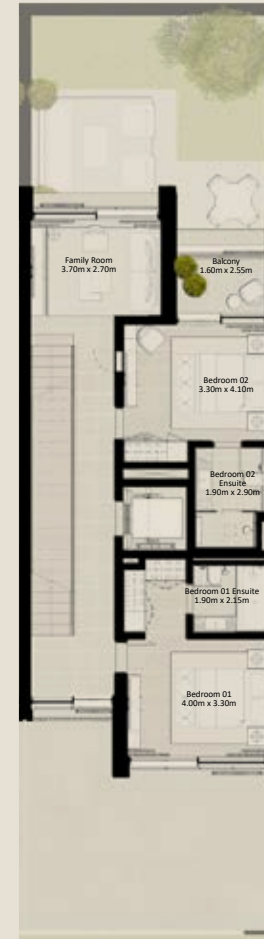 Family Room
3.70m x 2.70m
Balcony
1.60m x 2.55m
Bedroom 02
3.30m x 4.10m
Bedroom 02
Ensuite
1.90m x 2.90m
Bedroom 01 Ensuite
1.90m x 2.15m
Bedroom 01
4.00m x 3.30m